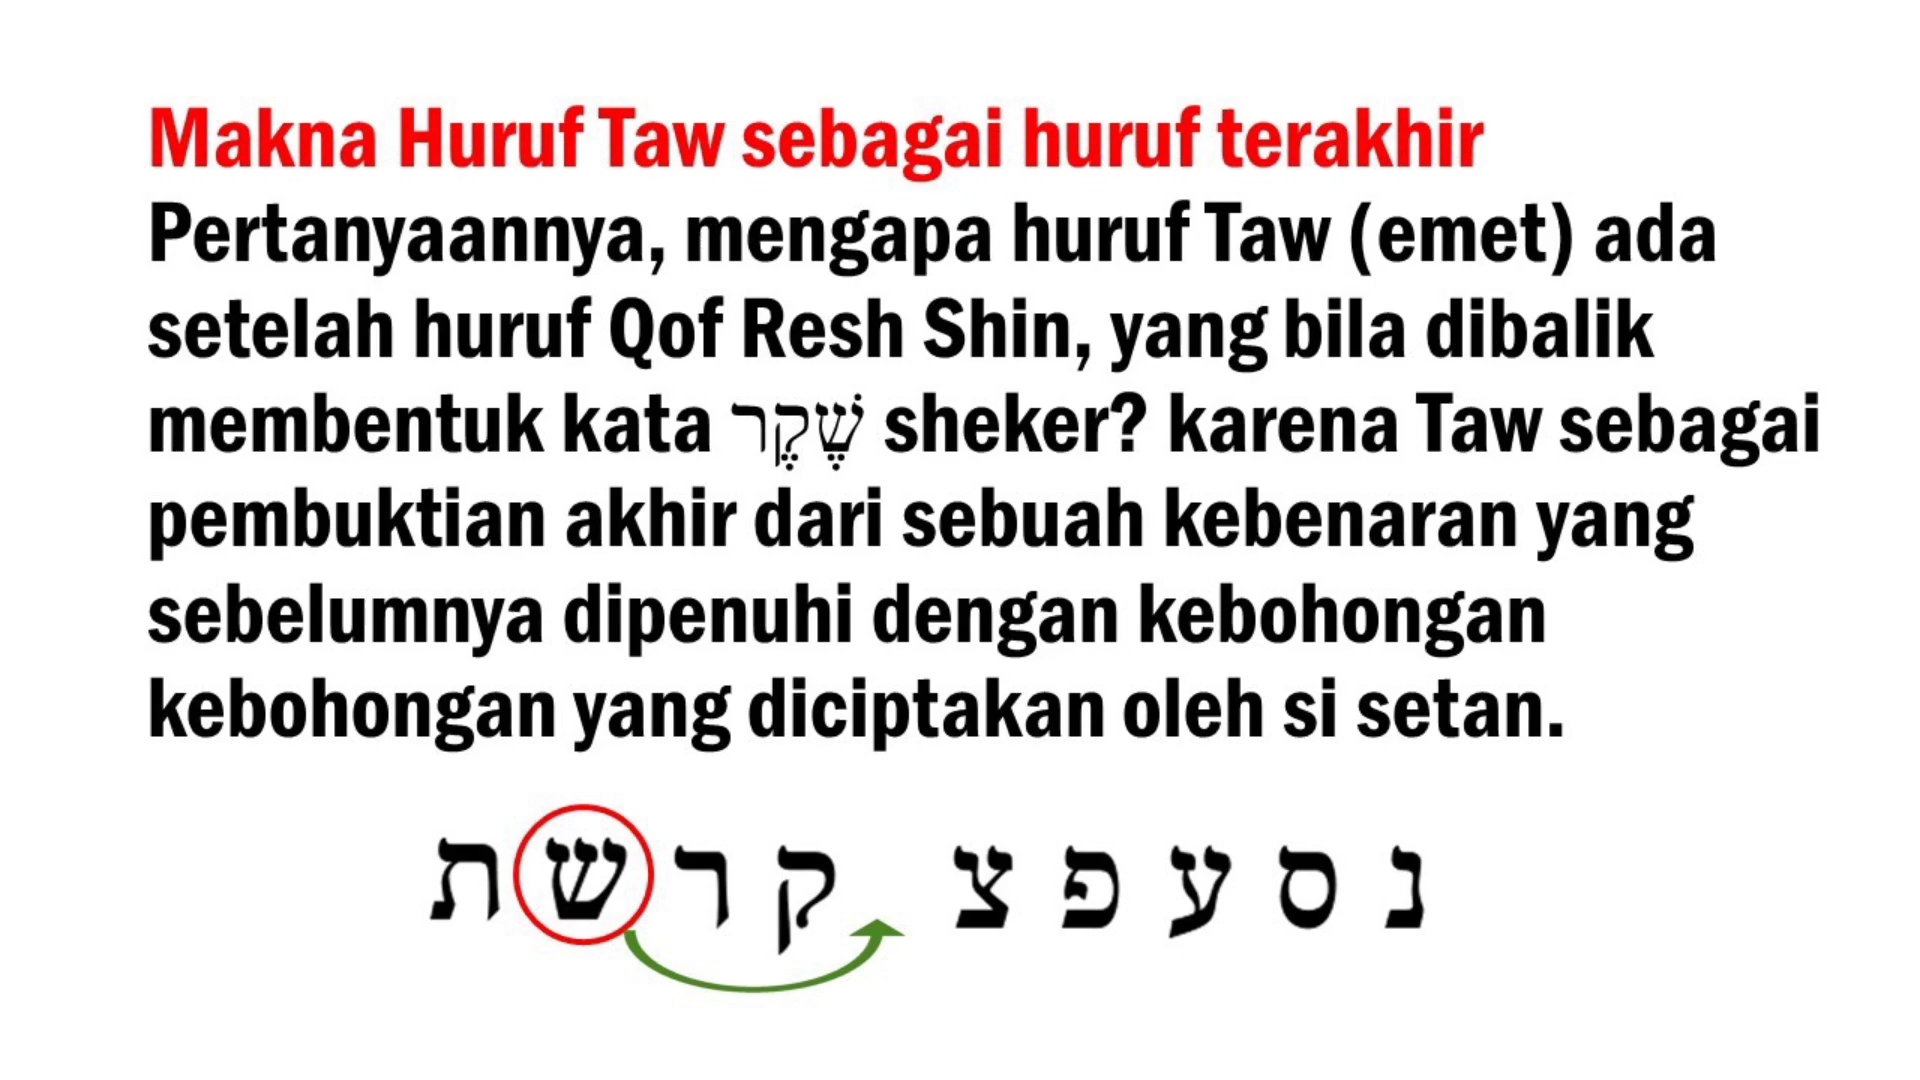 Makna Huruf Taw sebagai huruf terakhir
Pertanyaannya, mengapa huruf Taw (emet) ada
setelah huruf Qof Resh Shin, yang bila dibalik
membentuk kata שֶׁקֶר sheker? karena Taw sebagai
pembuktian akhir dari sebuah kebenaran yang
sebelumnya dipenuhi dengan kebohongan
kebohongan yang diciptakan oleh si setan.
נ ס ע פ צ ק ר ש ת